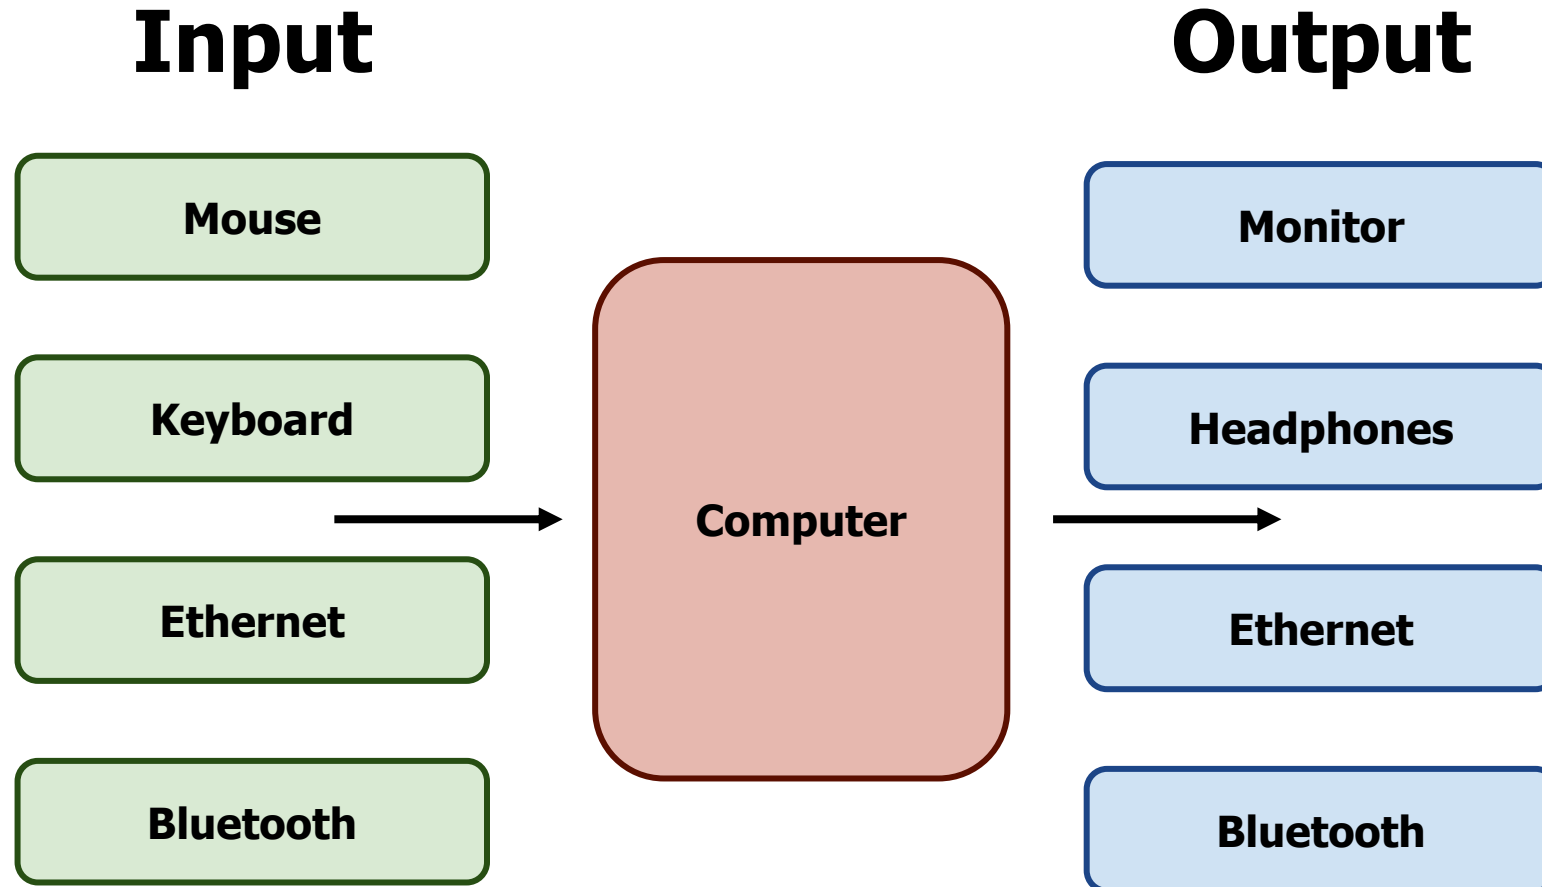 Input
Output
Mouse
Monitor
Keyboard
Headphones
Computer
Ethernet
Ethernet
Bluetooth
Bluetooth